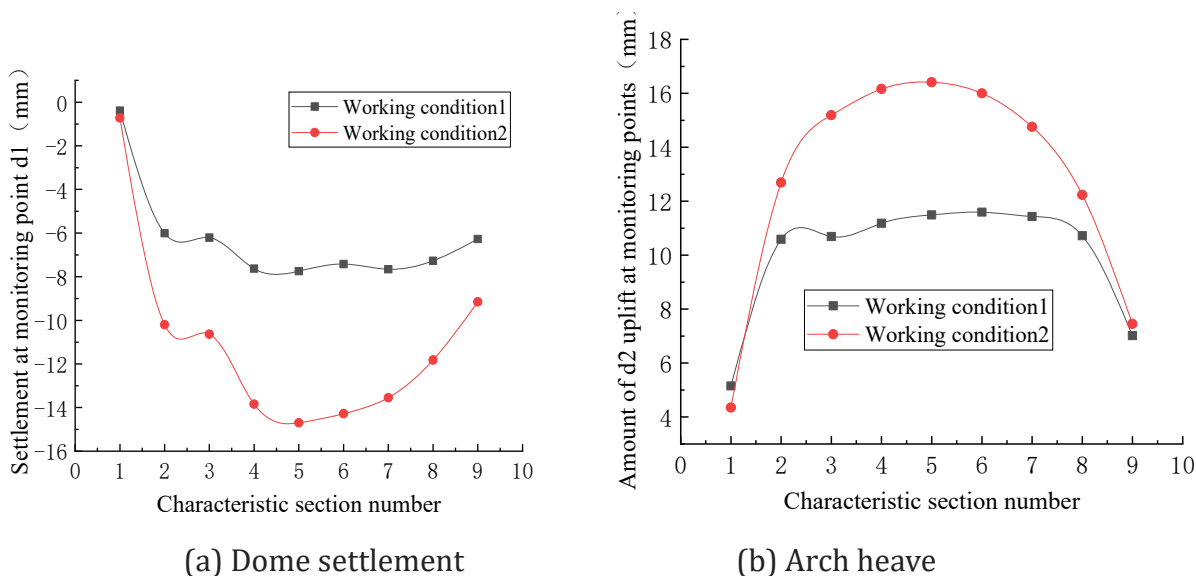 Settlement at monitoring point d1（mm）
0
-2
-4
-6
-8
-10
-12
-14
-16
Working condition1
Working condition2
0 1 2 3 4 5 6 7 8 9 10
Characteristic section number
(a) Dome settlement
Amount of d2 uplift at monitoring points（mm）
18
16
14
12
10
8
6
4
Working condition1
Working condition2
0 1 2 3 4 5 6 7 8 9 10
Characteristic section number
(b) Arch heave